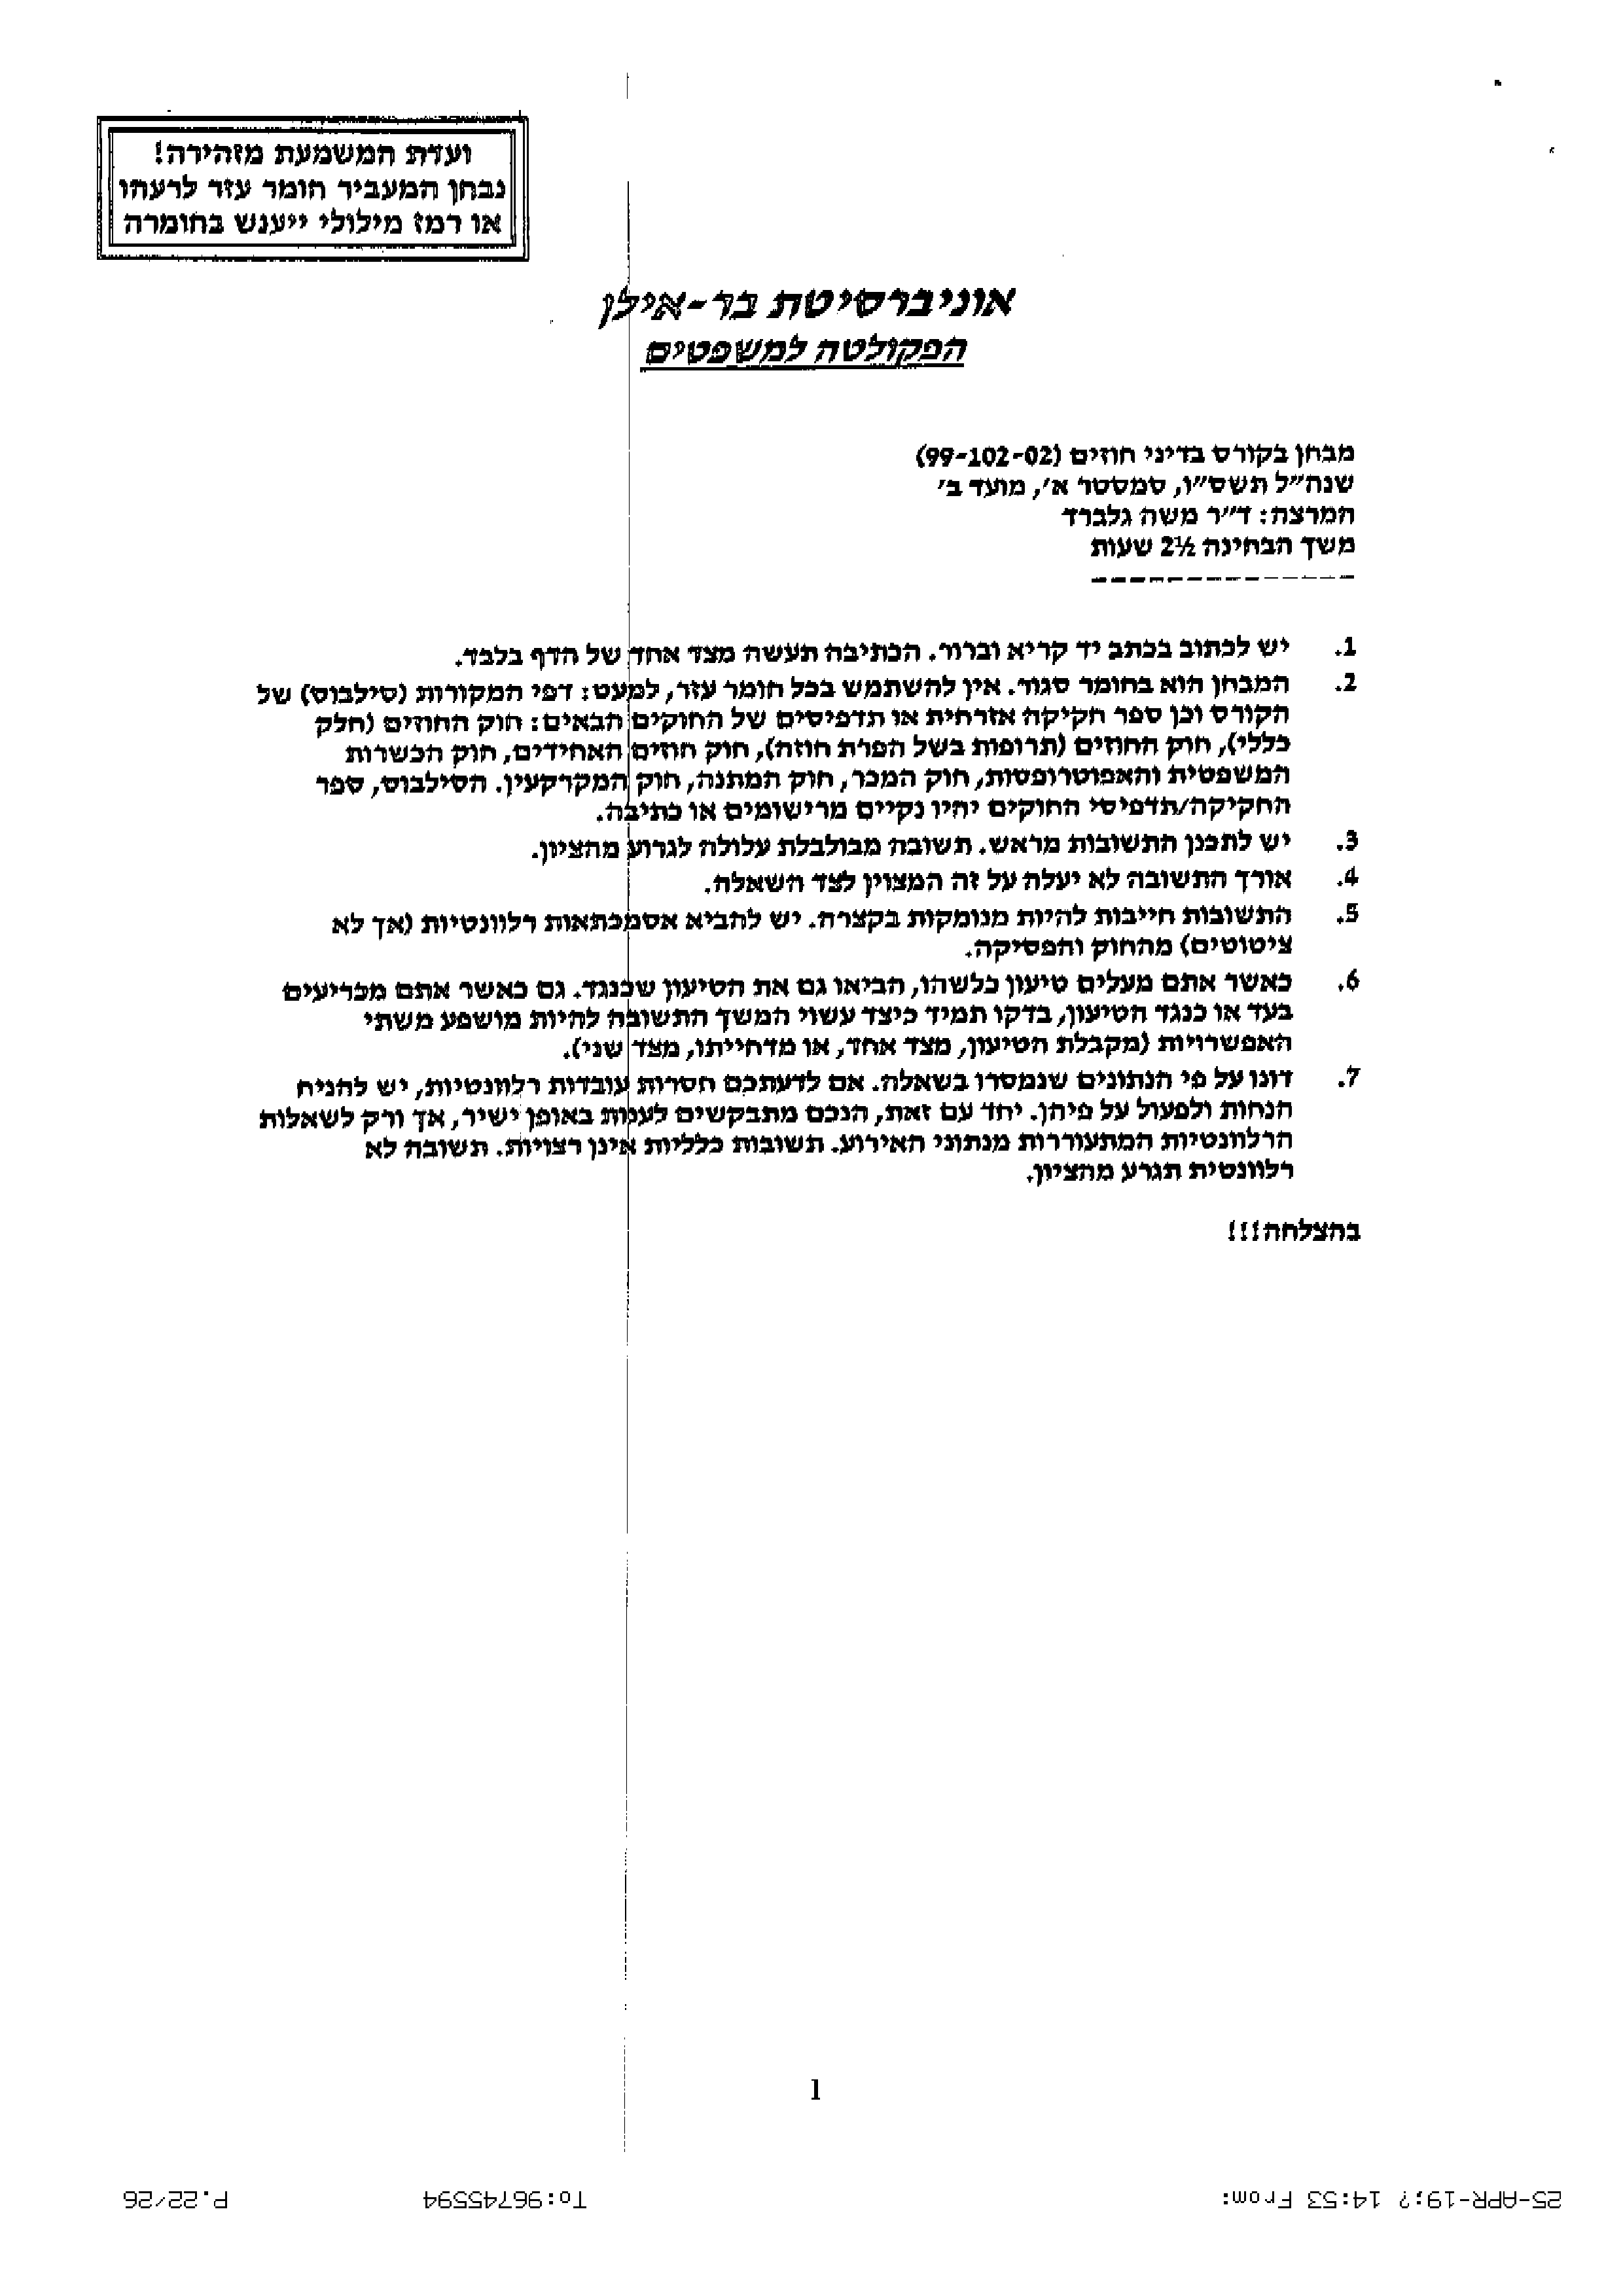 ועדת המשמעת מזהירה!
נבחן המעביר חומר עזר לרעהו
או רמז מילולי ייענש בחומרה
אוניברסיטת בר-אילן
הפקולטה למשפטים
מבחן בקורס בדיני חוזים (99-102-02)
שנה"ל תשס"ו, סמסטר א', מועד ב'
המרצה: ד"ר משה גלברד
משך הבחינה 2½ שעות
1. יש לכתוב בכתב יד קריא וברור. הכתיבה תעשה מצד אחד של הדף בלבד.
2. המבחן הוא בחומר סגור. אין להשתמש בכל חומר עזר, למעט: דפי המקורות (סילבוס) של
הקורס וכן ספר חקיקה אזרחית או תדפיסים של החוקים הבאים: חוק החוזים (חלק
כללי), חוק החוזים (תרופות בשל הפרת חוזה), חוק חוזים האחידים, חוק הכשרות
המשפטית והאפוטרופסות, חוק המכר, חוק המתנה, חוק המקרקעין. הסילבוס, ספר
החקיקה/תדפיסי החוקים יהיו נקיים מרישומים או כתיבה.
3. יש לתכנן התשובות מראש. תשובה מבולבלת עלולה לגרוע מהציון.
4. אורך התשובה לא יעלה על זה המצוין לצד השאלה.
5. התשובות חייבות להיות מנומקות בקצרה. יש להביא אסמכתאות רלוונטיות (אך לא
ציטוטים) מהחוק והפסיקה.
6. כאשר אתם מעלים טיעון כלשהו, הביאו גם את הטיעון שכנגד. גם כאשר אתם מכריעים
בעד או כנגד הטיעון, בדקו תמיד כיצד עשוי המשך התשובה להיות מושפע משתי
האפשרויות (מקבלת הטיעון, מצד אחד, או מדחייתו, מצד שני).
7. דונו על פי הנתונים שנמסרו בשאלה. אם לדעתכם חסרות עובדות רלוונטיות, יש להניח
הנחות ולפעול על פיהן. יחד עם זאת, הנכם מתבקשים לענות באופן ישיר, אך ורק לשאלות
הרלוונטיות המתעוררות מנתוני האירוע. תשובות כלליות אינן רצויות. תשובה לא
רלוונטית תגרע מהציון.
בהצלחה!!!
1
25-APR-19;? 14:53 From: To:96745594 P.22/26